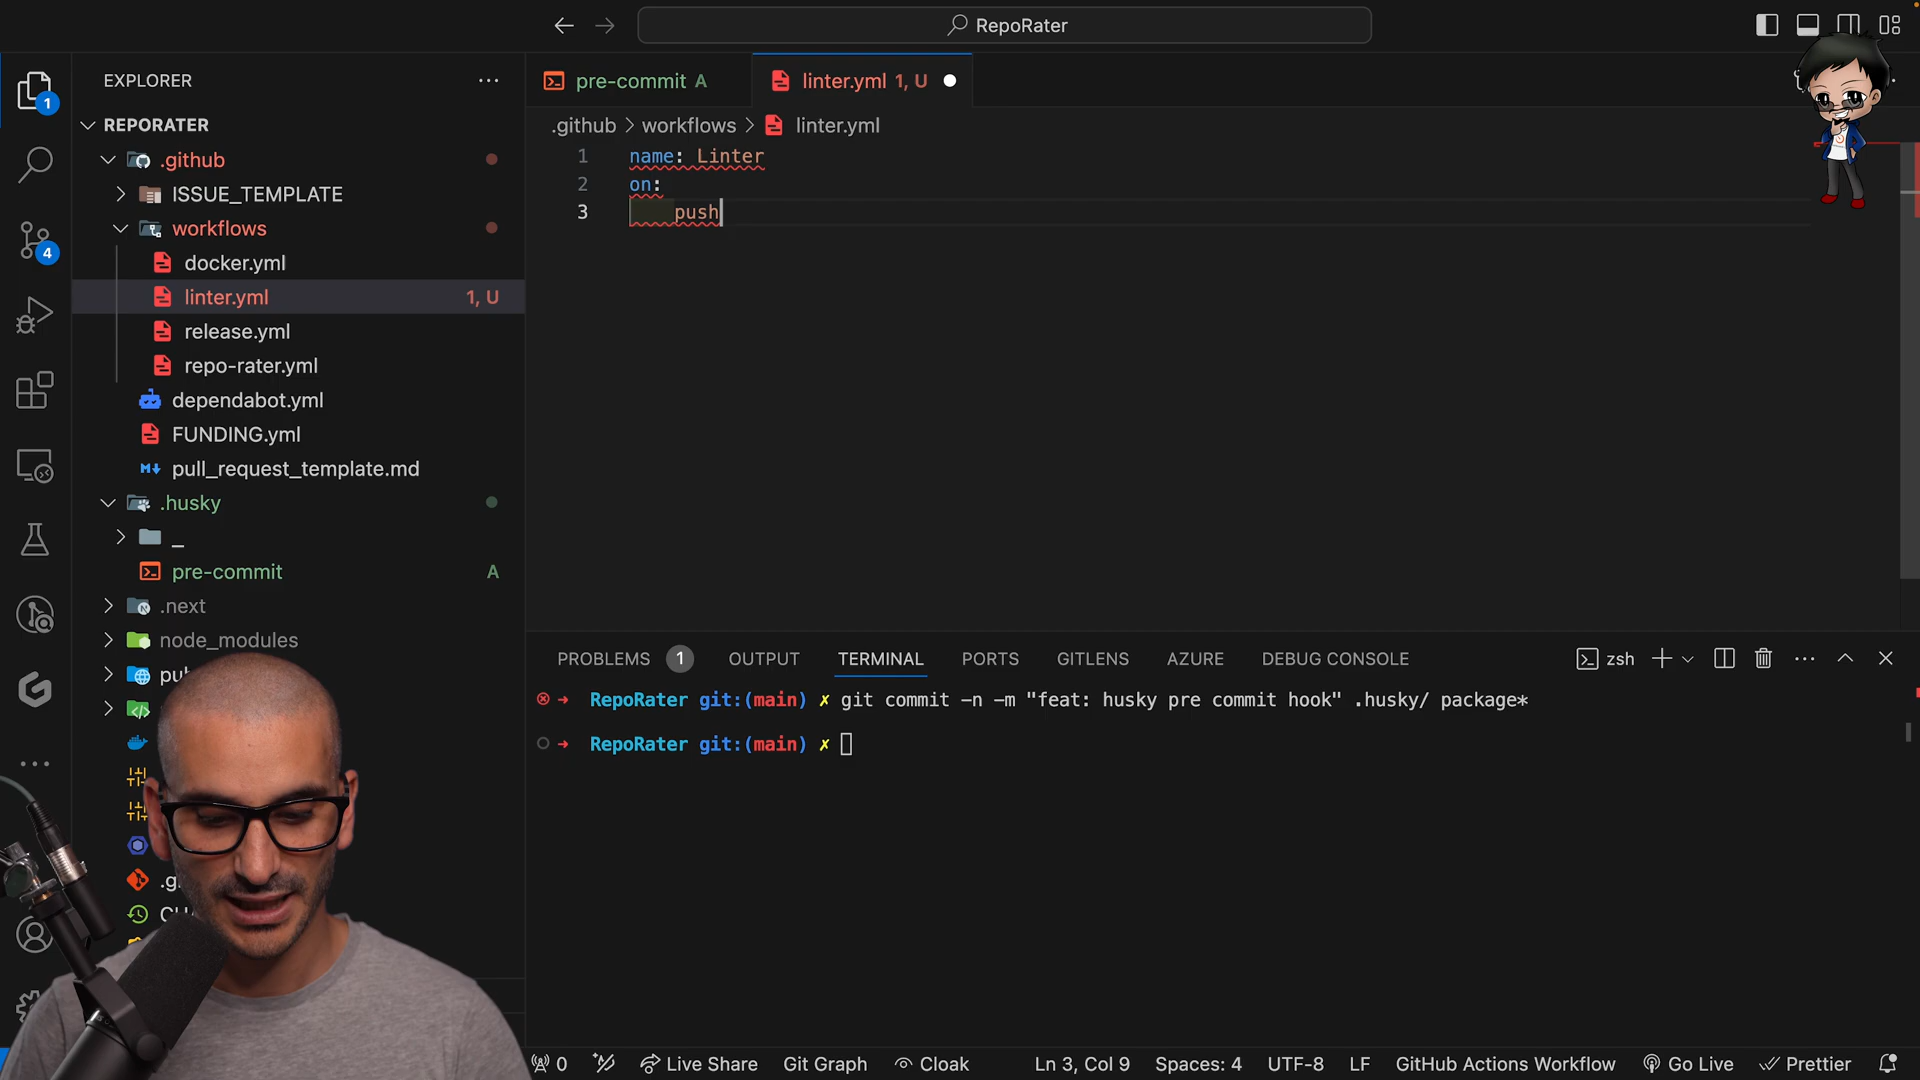 RepoRater
EXPLORER
pre-commit A
linter.yml 1, U
1
REPORATER
.github > workflows > linter.yml
.github
1 name: Linter
ISSUE_TEMPLATE
2 on:
workflows
3 push
docker.yml
4
linter.yml 1, U
release.yml
repo-rater.yml
dependabot.yml
FUNDING.yml
pull_request_template.md
.husky
_
pre-commit A
.next
node_modules
PROBLEMS 1 OUTPUT TERMINAL PORTS GITLENS AZURE DEBUG CONSOLE zsh
RepoRater git:(main) ✗ git commit -n -m "feat: husky pre commit hook" .husky/ package*
RepoRater git:(main) ✗
0 Live Share Git Graph Cloak Ln 3, Col 9 Spaces: 4 UTF-8 LF GitHub Actions Workflow Go Live Prettier